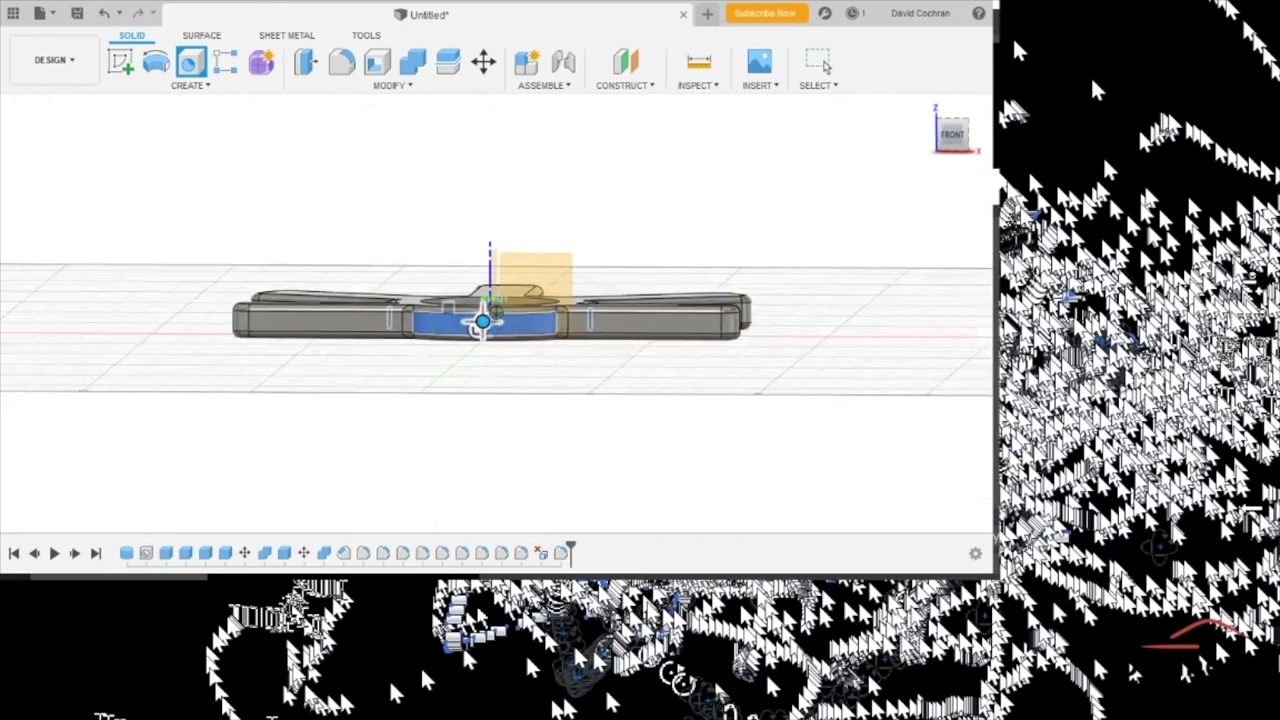 Untitled*
Subscribe Now
1
David Cochran
SOLID
SURFACE
SHEET METAL
TOOLS
DESIGN
CREATE
MODIFY
ASSEMBLE
CONSTRUCT
INSPECT
INSERT
SELECT
Z
FRONT
X